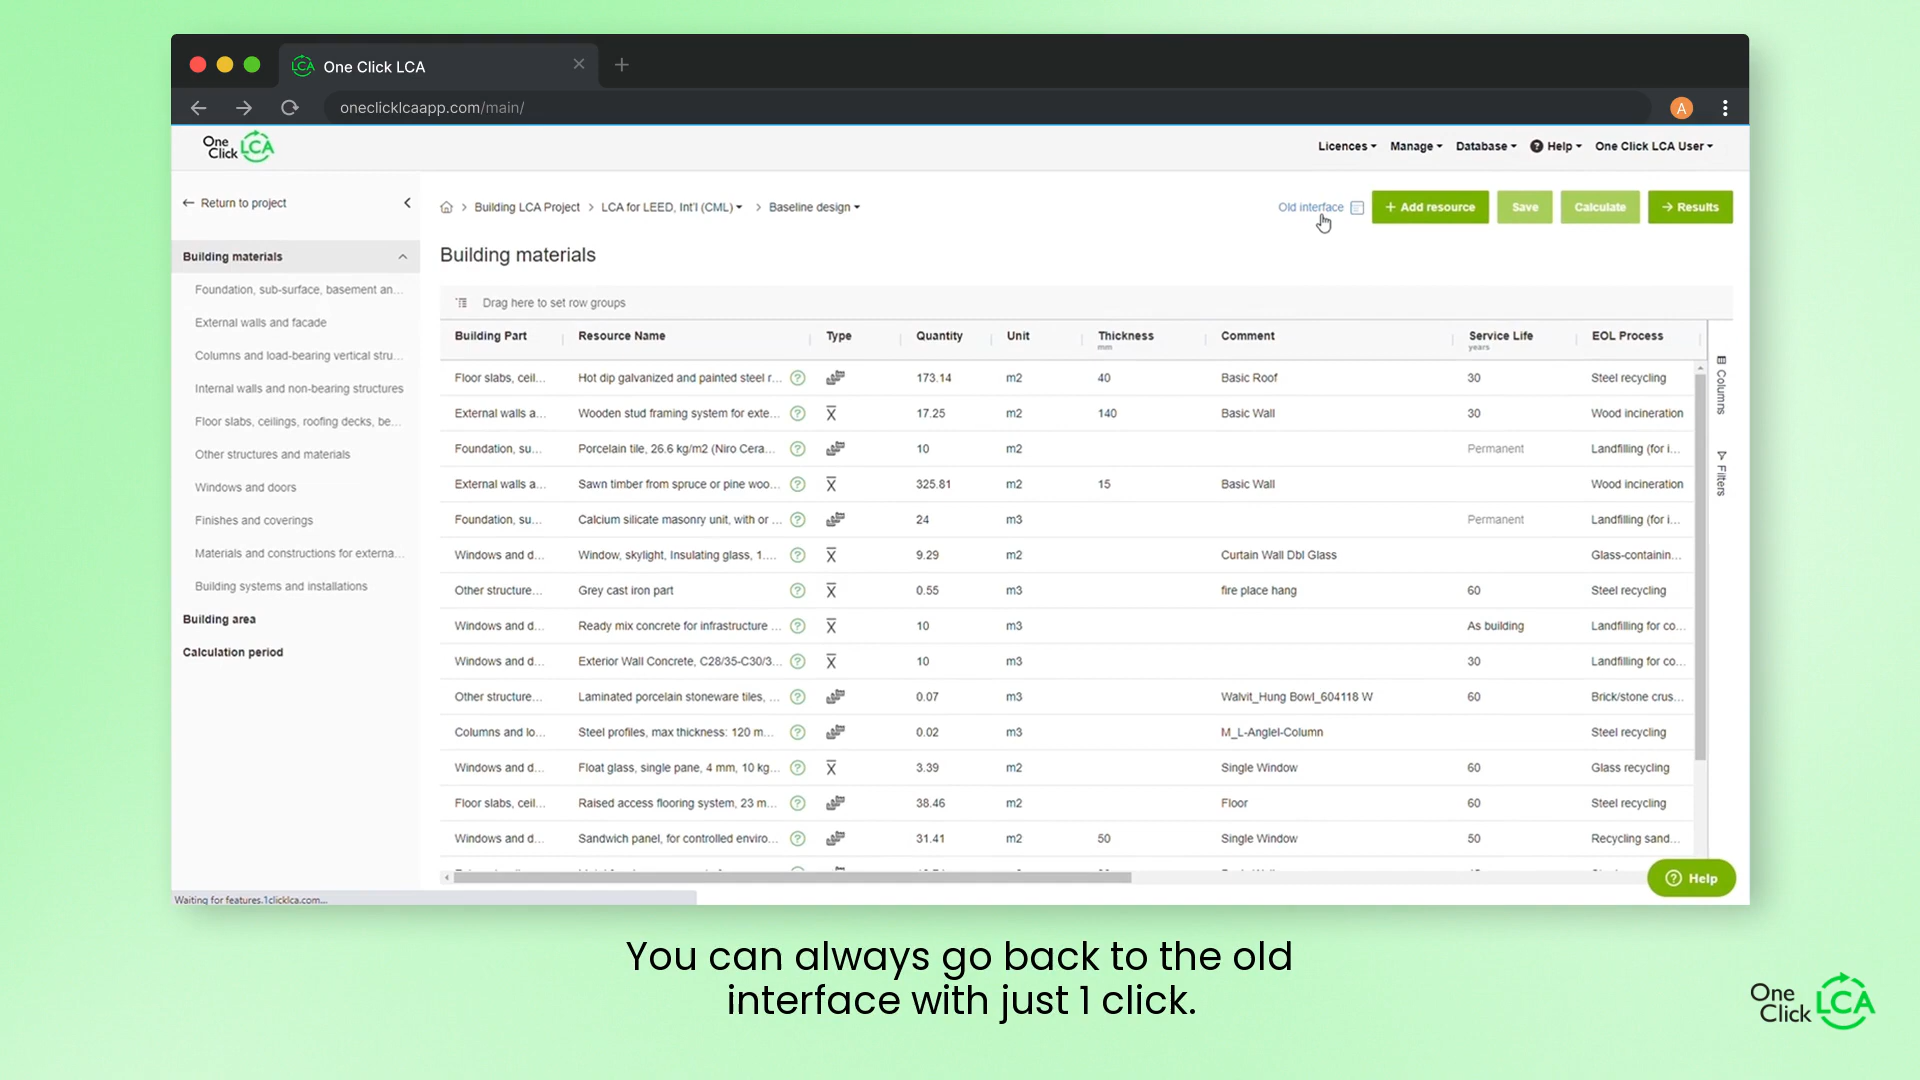 One Click LCA
oneclicklcaapp.com/main/
A
One Click LCA
Licences
Manage
Database
Help
One Click LCA User
Return to project
Building LCA Project
LCA for LEED, Int'l (CML)
Baseline design
Old interface
+ Add resource
Save
Calculate
Results
Building materials
Foundation, sub-surface, basement an...
External walls and facade
Columns and load-bearing vertical stru...
Internal walls and non-bearing structures
Floor slabs, ceilings, roofing decks, be...
Other structures and materials
Windows and doors
Finishes and coverings
Materials and constructions for externa...
Building systems and installations
Building area
Calculation period
Building materials
Drag here to set row groups
Building Part Resource Name Type Quantity Unit Thickness mm Comment Service Life years EOL Process
Floor slabs, ceil... Hot dip galvanized and painted steel r... 173.14 m2 40 Basic Roof 30 Steel recycling
External walls a... Wooden stud framing system for exte... 17.25 m2 140 Basic Wall 30 Wood incineration
Foundation, su... Porcelain tile, 26.6 kg/m2 (Niro Cera... 10 m2 Permanent Landfilling (for i...
External walls a... Sawn timber from spruce or pine woo... 325.81 m2 15 Basic Wall Wood incineration
Foundation, su... Calcium silicate masonry unit, with or ... 24 m3 Permanent Landfilling (for i...
Windows and d... Window, skylight, Insulating glass, 1.... 9.29 m2 Curtain Wall Dbl Glass Glass-containin...
Other structure... Grey cast iron part 0.55 m3 fire place hang 60 Steel recycling
Windows and d... Ready mix concrete for infrastructure ... 10 m3 As building Landfilling for co...
Windows and d... Exterior Wall Concrete, C28/35-C30/3... 10 m3 30 Landfilling for co...
Other structure... Laminated porcelain stoneware tiles, ... 0.07 m3 Walvit_Hung Bowl_604118 W 60 Brick/stone crus...
Columns and lo... Steel profiles, max thickness: 120 m... 0.02 m3 M_L-Anglel-Column Steel recycling
Windows and d... Float glass, single pane, 4 mm, 10 kg... 3.39 m2 Single Window 60 Glass recycling
Floor slabs, ceil... Raised access flooring system, 23 m... 38.46 m2 Floor 60 Steel recycling
Windows and d... Sandwich panel, for controlled enviro... 31.41 m2 50 Single Window 50 Recycling sand...
Columns
Filters
Help
Waiting for features.1clicklca.com...
You can always go back to the old
interface with just 1 click.
One
Click LCA